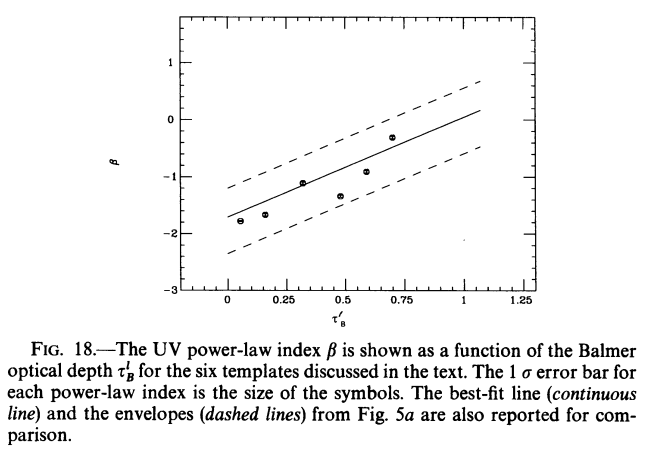 1
0
−1
−2
−3
β
0
0.25
0.5
0.75
1
1.25
τ′B
FIG. 18.—The UV power-law index β is shown as a function of the Balmer
optical depth τˡB for the six templates discussed in the text. The 1 σ error bar for
each power-law index is the size of the symbols. The best-fit line (continuous
line) and the envelopes (dashed lines) from Fig. 5a are also reported for com-
parison.